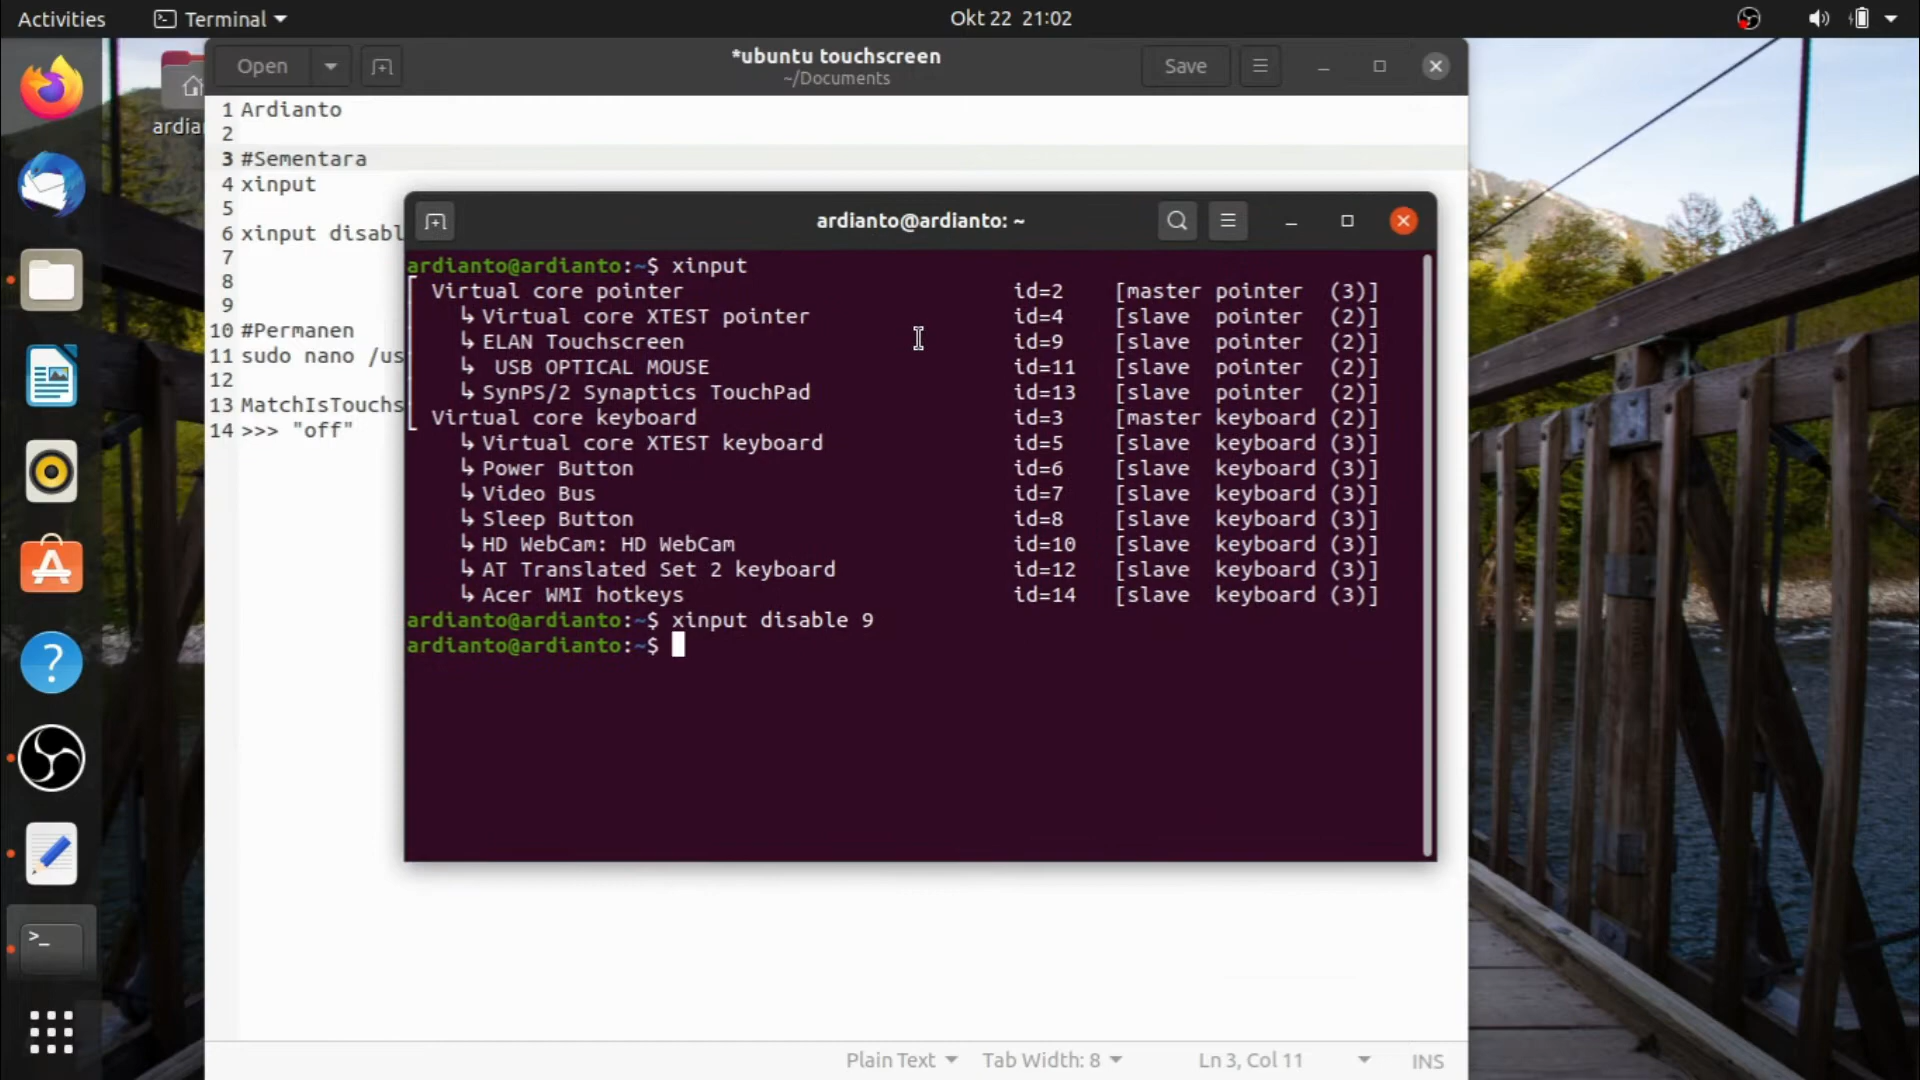 Activities
Terminal
Okt 22 21:02
ardia
Open
*ubuntu touchscreen
~/Documents
Save
1 Ardianto
2
3 #Sementara
4 xinput
5
6 xinput disabl
7
8
9
10 #Permanen
11 sudo nano /us
12
13 MatchIsTouchs
14 >>> "off"
ardianto@ardianto: ~
ardianto@ardianto:~$ xinput
⎡ Virtual core pointer id=2 [master pointer (3)]
⎜ ↳ Virtual core XTEST pointer id=4 [slave pointer (2)]
⎜ ↳ ELAN Touchscreen id=9 [slave pointer (2)]
⎜ ↳ USB OPTICAL MOUSE id=11 [slave pointer (2)]
⎜ ↳ SynPS/2 Synaptics TouchPad id=13 [slave pointer (2)]
⎣ Virtual core keyboard id=3 [master keyboard (2)]
↳ Virtual core XTEST keyboard id=5 [slave keyboard (3)]
↳ Power Button id=6 [slave keyboard (3)]
↳ Video Bus id=7 [slave keyboard (3)]
↳ Sleep Button id=8 [slave keyboard (3)]
↳ HD WebCam: HD WebCam id=10 [slave keyboard (3)]
↳ AT Translated Set 2 keyboard id=12 [slave keyboard (3)]
↳ Acer WMI hotkeys id=14 [slave keyboard (3)]
ardianto@ardianto:~$ xinput disable 9
ardianto@ardianto:~$
Plain Text
Tab Width: 8
Ln 3, Col 11
INS